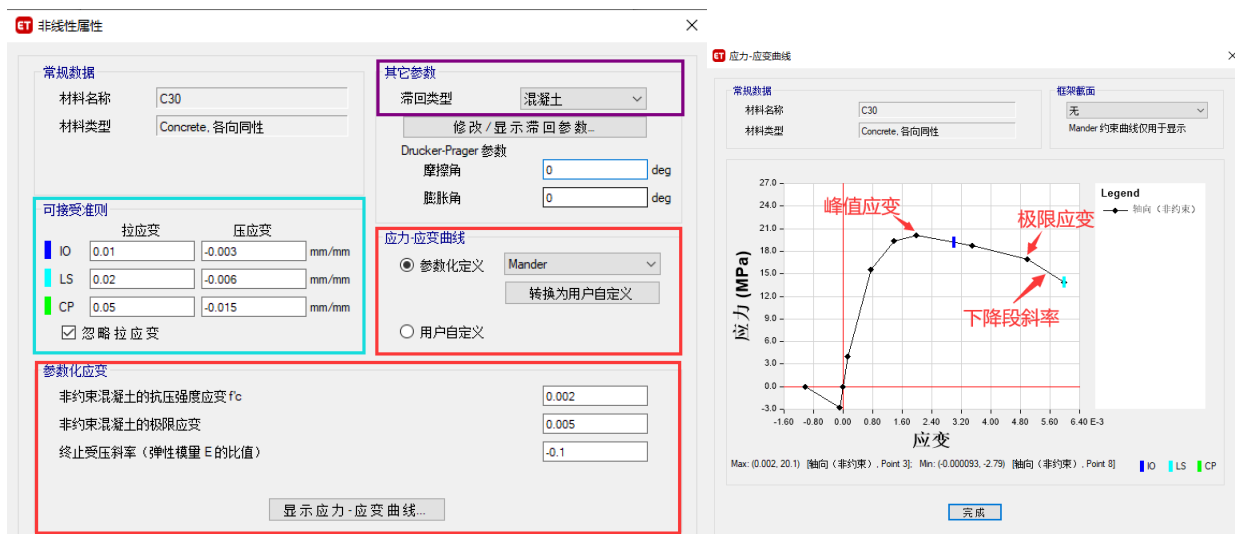 ET 非线性属性
常规数据
材料名称 C30
材料类型 Concrete, 各向同性
其它参数
滞回类型 混凝土
修改/显示滞回参数...
Drucker-Prager 参数
摩擦角 0 deg
膨胀角 0 deg
可接受准则
拉应变 压应变
IO 0.01 -0.003 mm/mm
LS 0.02 -0.006 mm/mm
CP 0.05 -0.015 mm/mm
忽略拉应变
应力-应变曲线
参数化定义 Mander
转换为用户自定义
用户自定义
参数化应变
非约束混凝土的抗压强度应变 f'c 0.002
非约束混凝土的极限应变 0.005
终止受压斜率（弹性模量 E 的比值） -0.1
显示应力-应变曲线...
ET 应力-应变曲线
常规数据
材料名称 C30
材料类型 Concrete, 各向同性
框架截面
无
Mander 约束曲线仅用于显示
27.0
24.0
21.0
18.0
15.0
12.0
9.0
6.0
3.0
0.0
-3.0
应力 (MPa)
峰值应变
极限应变
下降段斜率
Legend
轴向（非约束）
-1.60 -0.80 0.00 0.80 1.60 2.40 3.20 4.00 4.80 5.60 6.40 E-3
应变
Max: (0.002, 20.1) [轴向（非约束）, Point 3]; Min: (-0.000093, -2.79) [轴向（非约束）, Point 8]
IO LS CP
完成